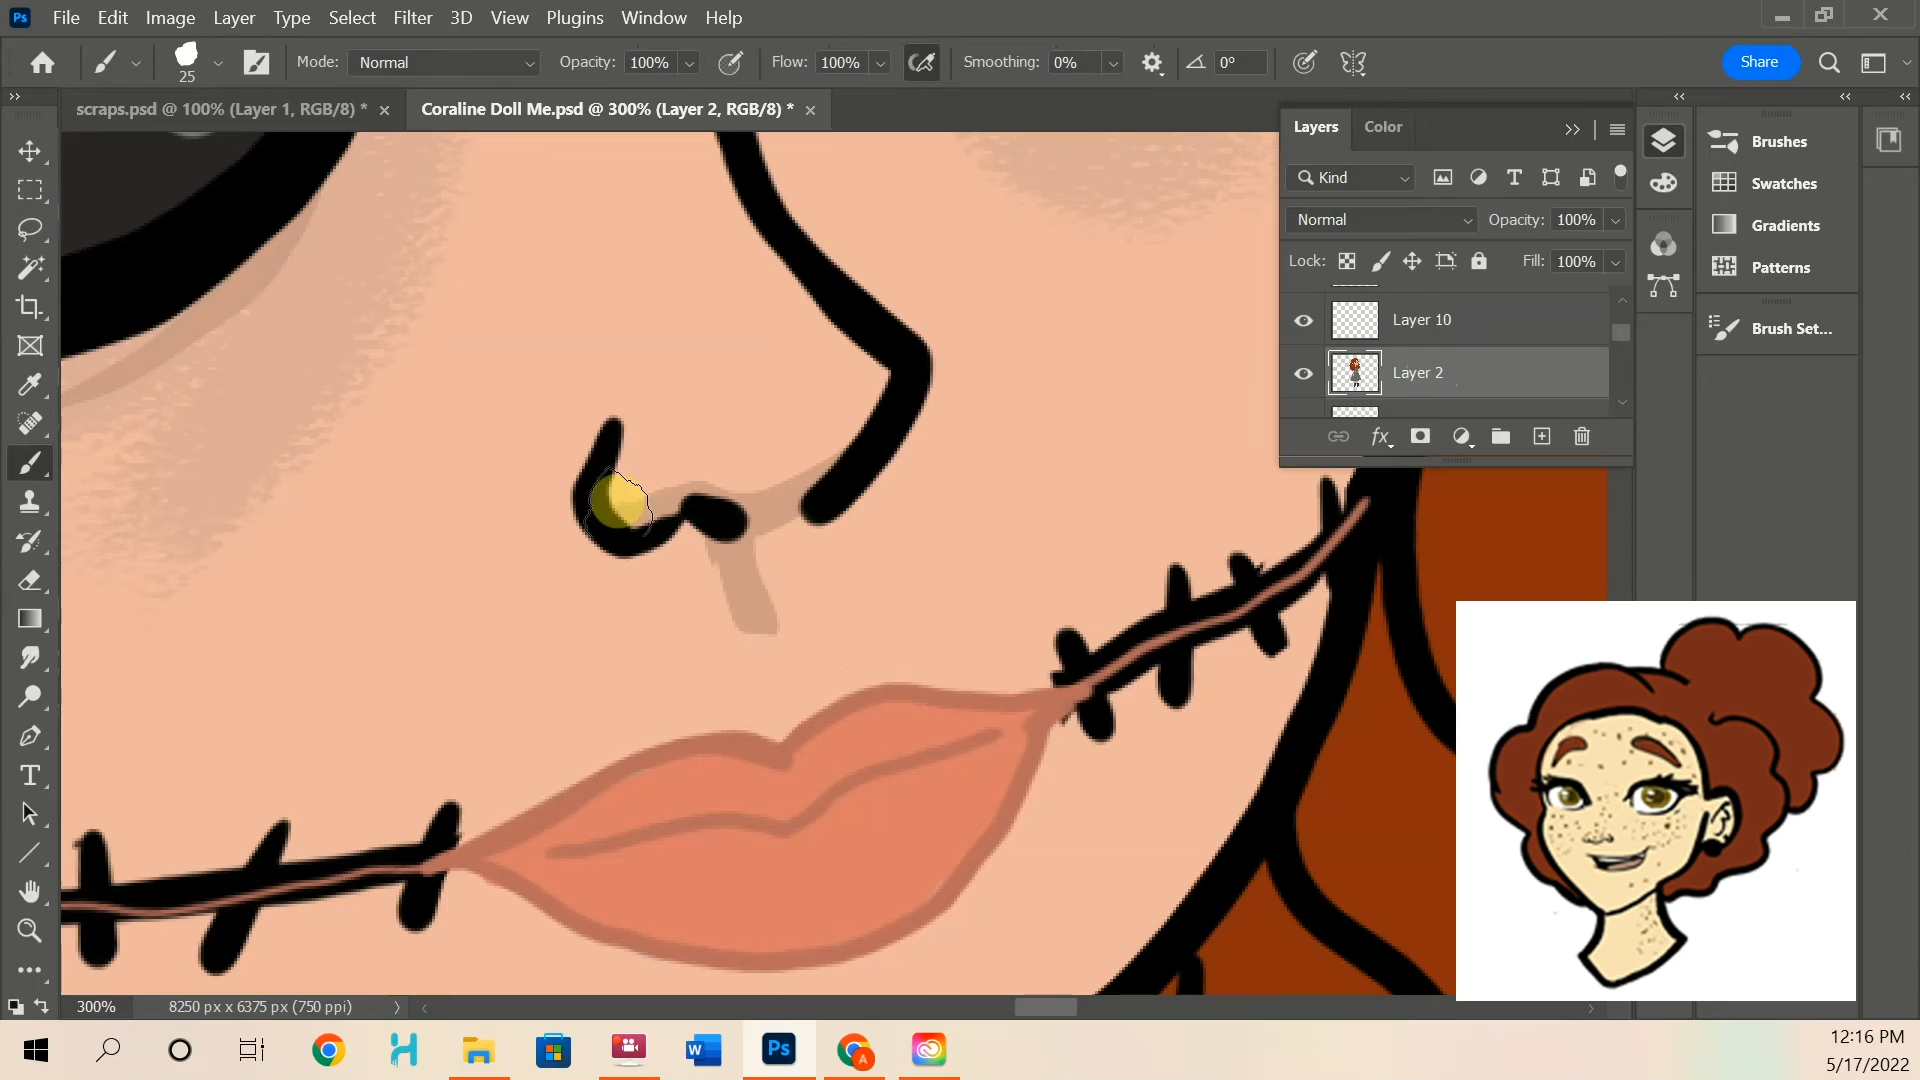 Ps File Edit Image Layer Type Select Filter 3D View Plugins Window Help
25 Mode: Normal Opacity: 100% Flow: 100% Smoothing: 0% 0° Share
scraps.psd @ 100% (Layer 1, RGB/8) * × Coraline Doll Me.psd @ 300% (Layer 2, RGB/8) * ×
Layers Color
Kind
Normal Opacity: 100%
Lock: Fill: 100%
Layer 10
Layer 2
fx
Brushes
Swatches
Gradients
Patterns
Brush Set...
300% 8250 px x 6375 px (750 ppi)
W Ps A
12:16 PM
5/17/2022